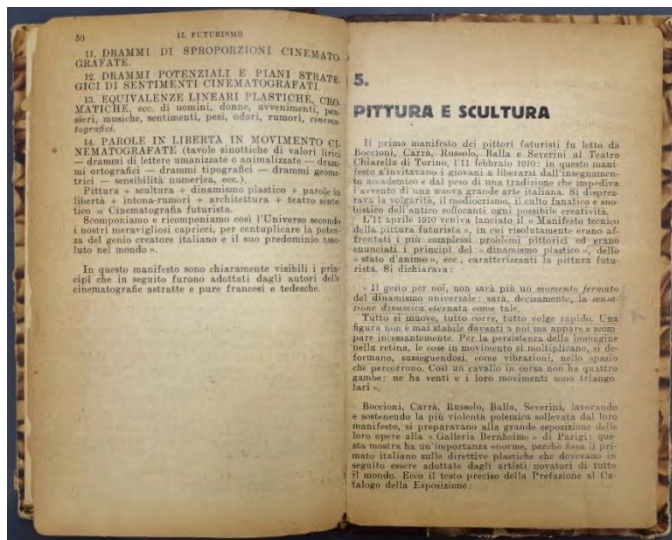 50 IL FUTURISMO
11. DRAMMI DI SPROPORZIONI CINEMATO-
GRAFATE.
12. DRAMMI POTENZIALI E PIANI STRATE-
GICI DI SENTIMENTI CINEMATOGRAFATI.
13. EQUIVALENZE LINEARI PLASTICHE, CRO-
MATICHE, ecc. di uomini, donne, avvenimenti, pen-
sieri, musiche, sentimenti, pesi, odori, rumori, cinema-
tografici.
14. PAROLE IN LIBERTA IN MOVIMENTO CI-
NEMATOGRAFATE (tavole sinottiche di valori lirici
— drammi di lettere umanizzate o animalizzate — dram-
mi ortografici — drammi tipografici — drammi geome-
trici — sensibilità numerica, ecc.).
Pittura + scultura + dinamismo plastico + parole in
libertà + intona-rumori + architettura + teatro sinte-
tico = Cinematografia futurista.
Scomponiamo e ricomponiamo così l'Universo secondo
i nostri meravigliosi capricci, per centuplicare la poten-
za del genio creatore italiano e il suo predominio asso-
luto nel mondo ».
In questo manifesto sono chiaramente visibili i prin-
cipî che in seguito furono adottati dagli autori delle
cinematografie astratte e pure francesi e tedesche.
5.
PITTURA E SCULTURA
Il primo manifesto dei pittori futuristi fu letto da
Boccioni, Carrà, Russolo, Balla e Severini al Teatro
Chiarella di Torino, l'11 febbraio 1910: in questo mani-
festo s'invitavano i giovani a liberarsi dall'insegnamen-
to accademico e dal peso di una tradizione che impediva
l'avvento di una nuova grande arte italiana. Si disprez-
zava la volgarità, il mediocrismo, il culto fanatico e sno-
bistico dell'antico soffocanti ogni possibile creatività.
L'11 aprile 1910 veniva lanciato il « Manifesto tecnico
della pittura futurista », in cui risolutamente erano af-
frontati i più complessi problemi pittorici ed erano
enunciati i principî del « dinamismo plastico », dello
« stato d'animo », ecc., caratterizzanti la pittura futu-
rista. Si dichiarava:
« Il gesto per noi, non sarà più un momento fermato
del dinamismo universale: sarà, decisamente, la sensa-
zione dinamica eternata come tale.
Tutto si muove, tutto corre, tutto volge rapido. Una
figura non è mai stabile davanti a noi ma appare e scom-
pare incessantemente. Per la persistenza della immagine
nella retina, le cose in movimento si moltiplicano, si de-
formano, susseguendosi, come vibrazioni, nello spazio
che percorrono. Così un cavallo in corsa non ha quattro
gambe: ne ha venti e i loro movimenti sono triango-
lari ».
Boccioni, Carrà, Russolo, Balla, Severini, lavorando
e sostenendo la più violenta polemica sollevata dal loro
manifesto, si preparavano alla grande esposizione delle
loro opere alla « Galleria Bernheime » di Parigi: que-
sta mostra ha un'importanza enorme, perchè fissa il pri-
mato italiano sulle direttive plastiche che dovevano in
seguito essere adottate dagli artisti novatori di tutto
il mondo. Ecco il testo preciso della Prefazione al Ca-
talogo della Esposizione: